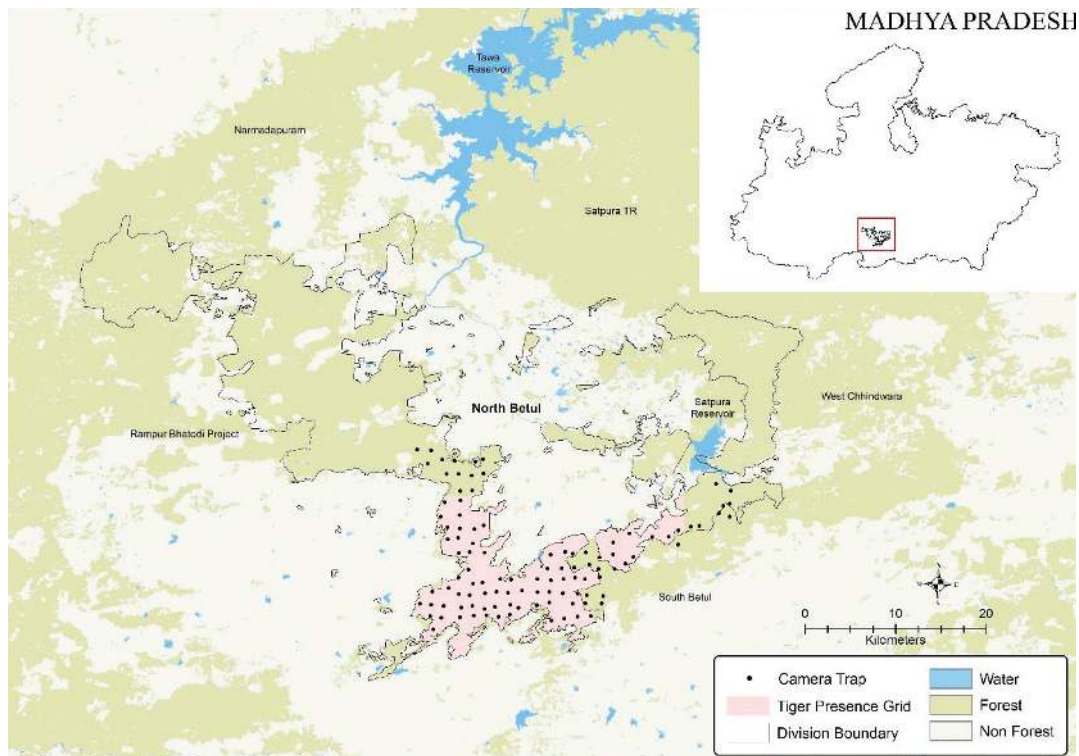 MADHYA PRADESH
Tawa
Reservoir
Narmadapuram
Satpura TR
North Betul
Satpura
Reservoir
West Chhindwara
Rampur Bhatodi Project
South Betul
0 5 10 20
Kilometers
Camera Trap
Tiger Presence Grid
Division Boundary
Water
Forest
Non Forest